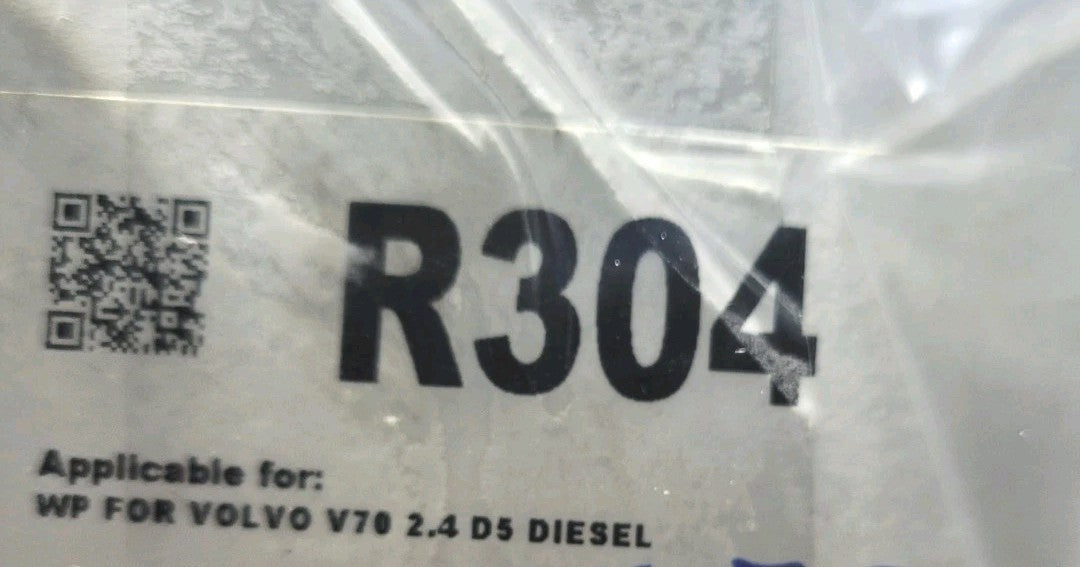 R304
Applicable for:
WP FOR VOLVO V70 2.4 D5 DIESEL